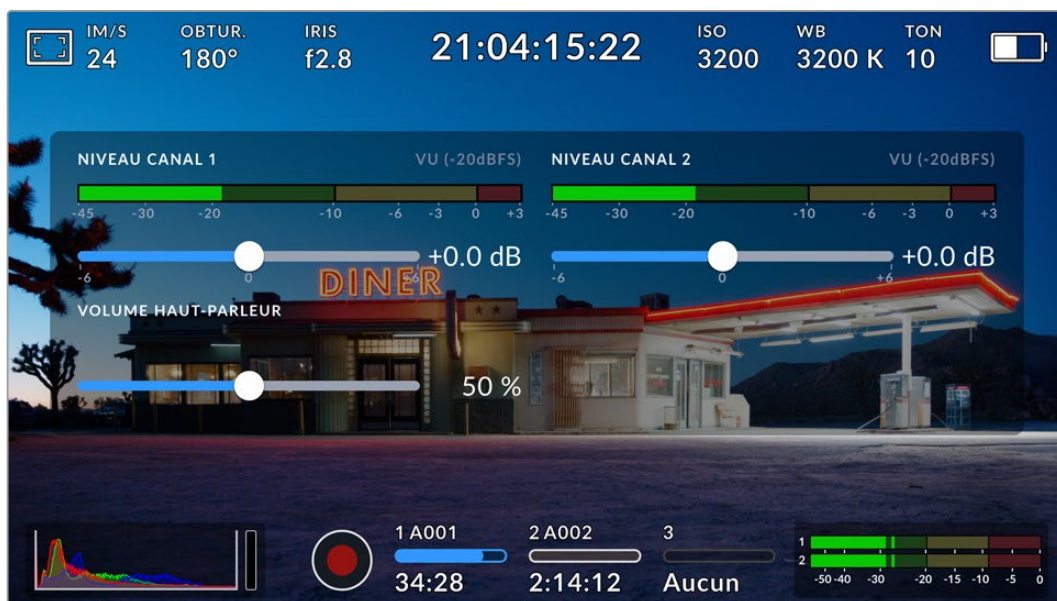 IM/S OBTUR. IRIS 21:04:15:22 ISO WB TON
24 180° f2.8 3200 3200 K 10
NIVEAU CANAL 1 VU (-20dBFS) NIVEAU CANAL 2 VU (-20dBFS)
-45 -30 -20 -10 -6 -3 0 +3 -45 -30 -20 -10 -6 -3 0 +3
+0.0 dB +0.0 dB
-6 0 +6 -6 0 +6
DINER
VOLUME HAUT-PARLEUR
50 %
1 A001 2 A002 3
34:28 2:14:12 Aucun
1
2
-50 -40 -30 -20 -15 -10 -5 0